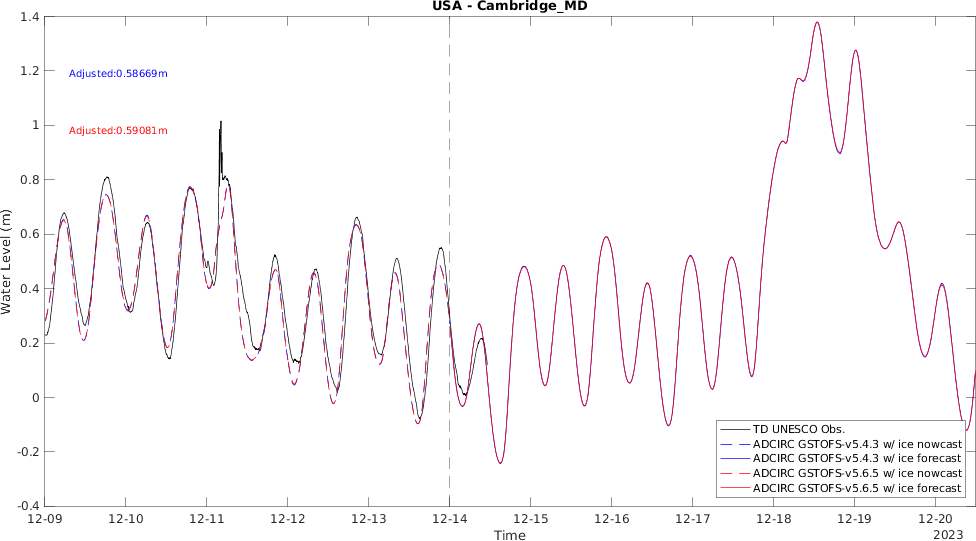 USA - Cambridge_MD
Adjusted:0.58669m
Adjusted:0.59081m
Water Level (m)
1.4
1.2
1
0.8
0.6
0.4
0.2
0
-0.2
-0.4
TD UNESCO Obs.
ADCIRC GSTOFS-v5.4.3 w/ ice nowcast
ADCIRC GSTOFS-v5.4.3 w/ ice forecast
ADCIRC GSTOFS-v5.6.5 w/ ice nowcast
ADCIRC GSTOFS-v5.6.5 w/ ice forecast
12-09 12-10 12-11 12-12 12-13 12-14 12-15 12-16 12-17 12-18 12-19 12-20
Time
2023